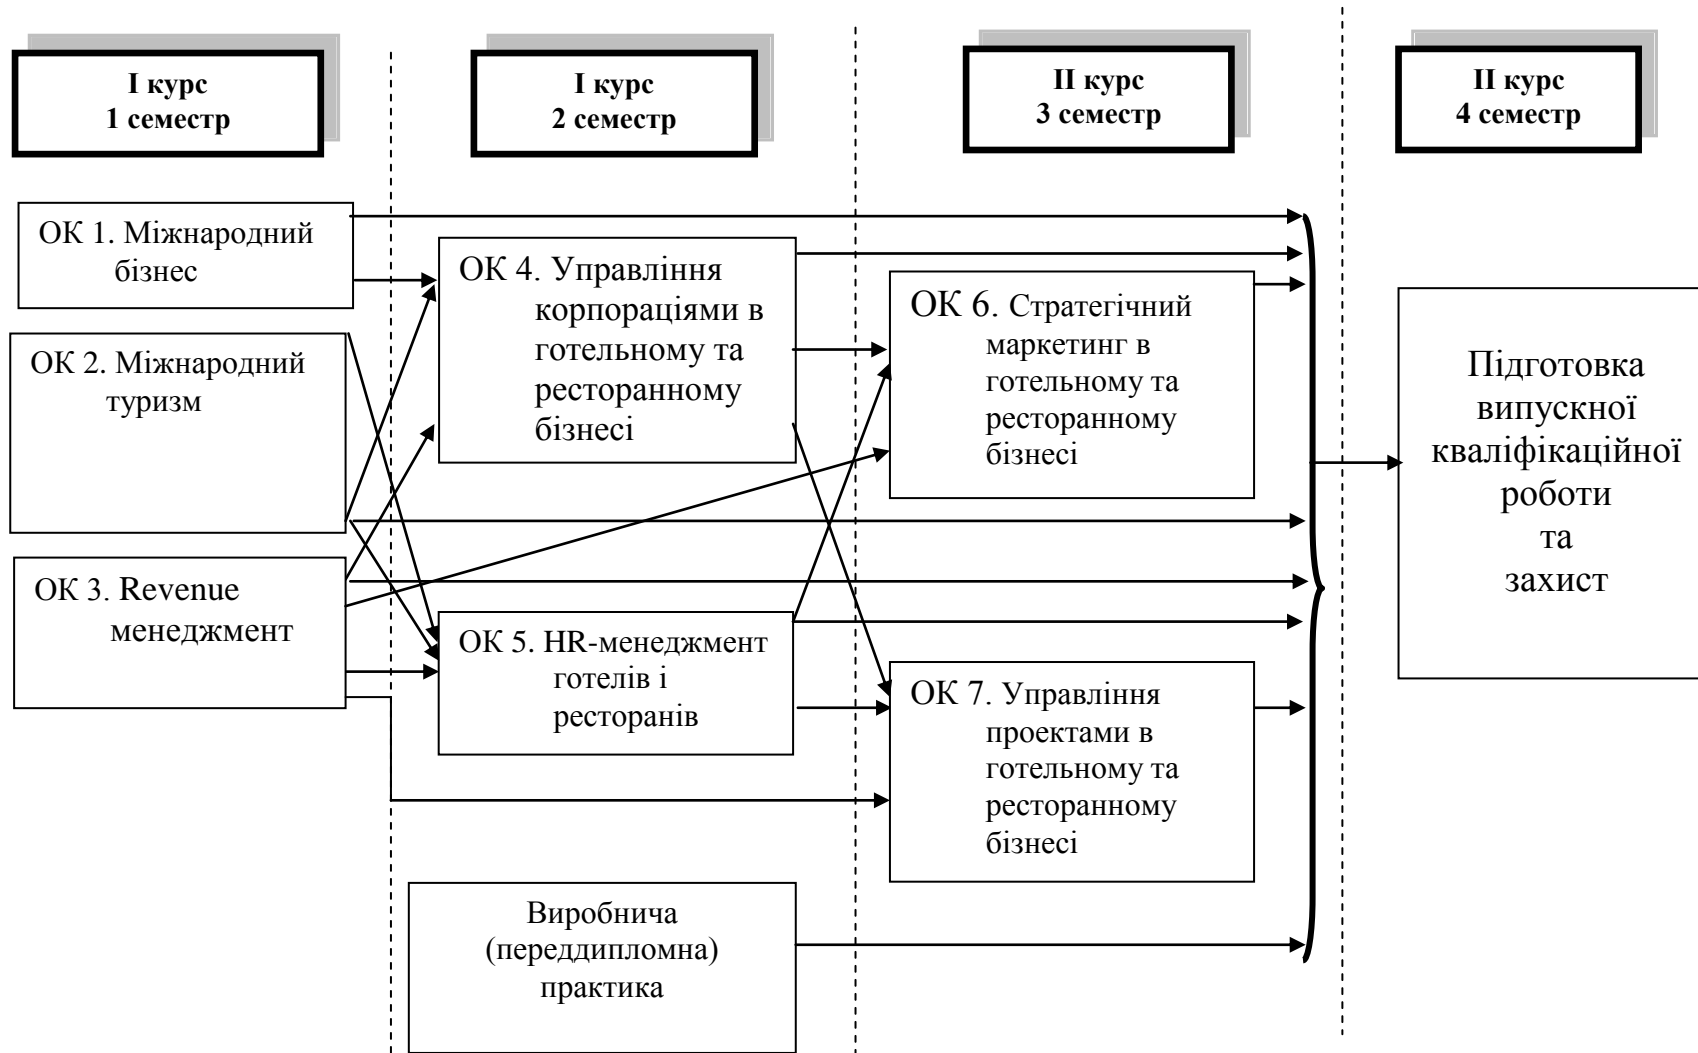 І курс
1 семестр
І курс
2 семестр
ІІ курс
3 семестр
ІІ курс
4 семестр
ОК 1. Міжнародний
бізнес
ОК 2. Міжнародний
туризм
ОК 3. Revenue
менеджмент
ОК 4. Управління
корпораціями в
готельному та
ресторанному
бізнесі
ОК 5. HR-менеджмент
готелів і
ресторанів
Виробнича
(переддипломна)
практика
ОК 6. Стратегічний
маркетинг в
готельному та
ресторанному
бізнесі
ОК 7. Управління
проектами в
готельному та
ресторанному
бізнесі
Підготовка
випускної
кваліфікаційної
роботи
та
захист